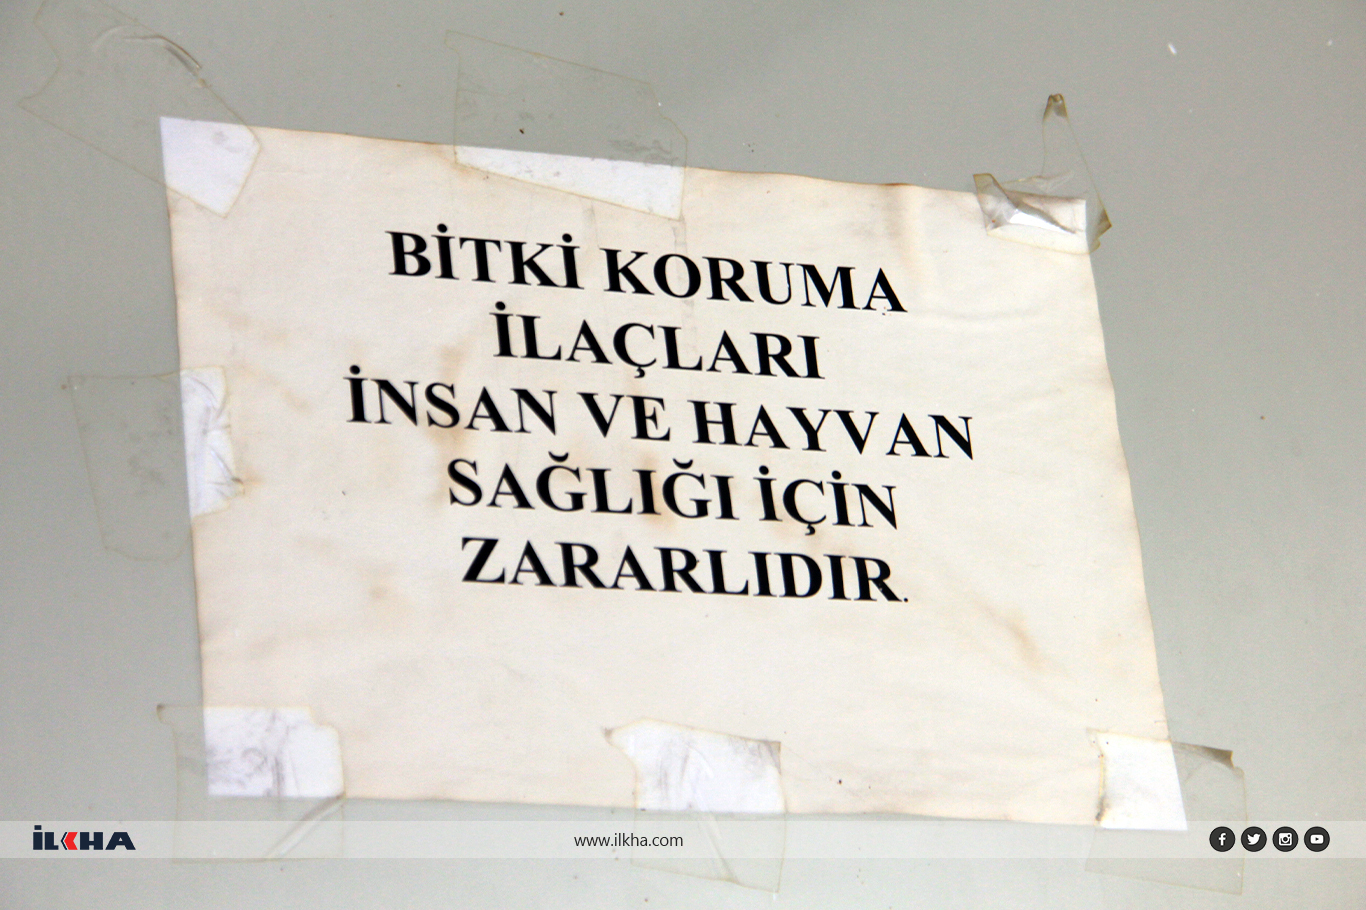 BİTKİ KORUMA
İLAÇLARI
İNSAN VE HAYVAN
SAĞLIĞI İÇİN
ZARARLIDIR.
İLKHA
www.ilkha.com